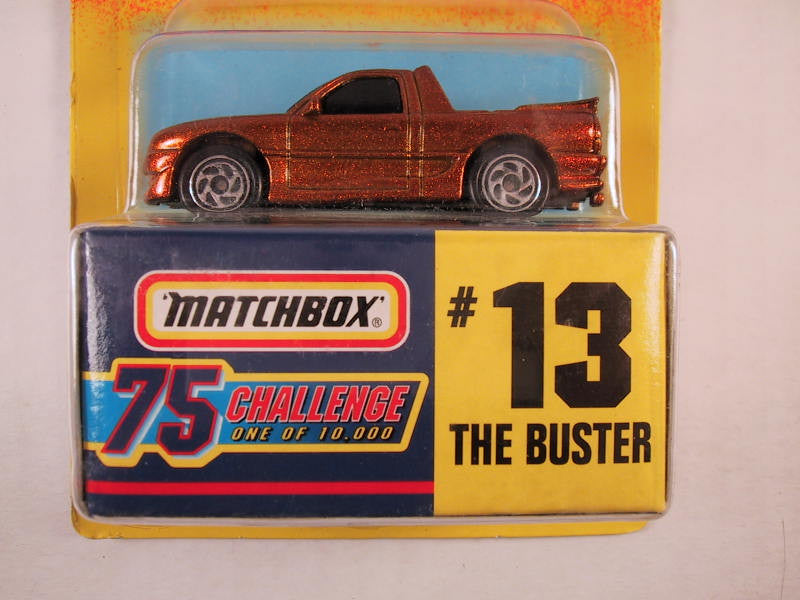 'MATCHBOX'®
75 CHALLENGE
ONE OF 10.000
#13
THE BUSTER